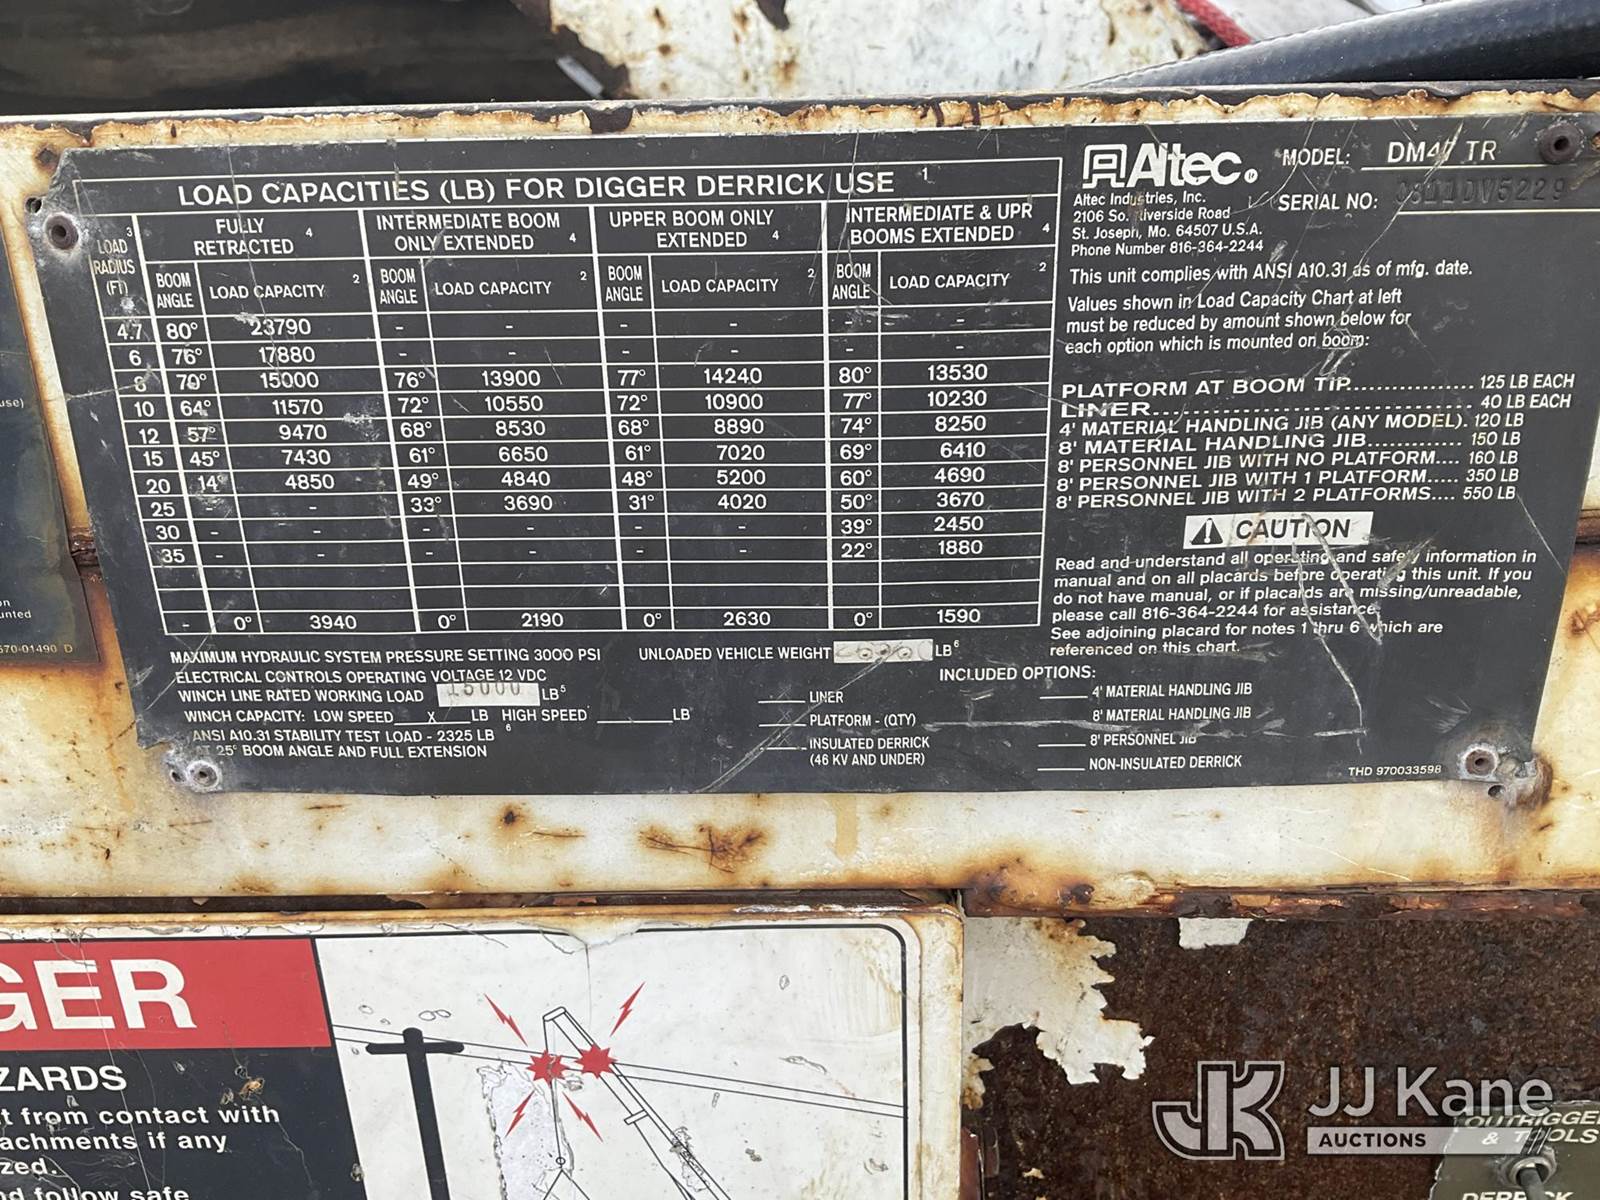 LOAD CAPACITIES (LB) FOR DIGGER DERRICK USE 1
LOAD 3 RADIUS (FT) FULLY RETRACTED 4 INTERMEDIATE BOOM ONLY EXTENDED 4 UPPER BOOM ONLY EXTENDED 4 INTERMEDIATE & UPR BOOMS EXTENDED 4
BOOM ANGLE LOAD CAPACITY 2 BOOM ANGLE LOAD CAPACITY 2 BOOM ANGLE LOAD CAPACITY 2 BOOM ANGLE LOAD CAPACITY 2
4.7 80° 23790 - - - - - -
6 76° 17880 - - - - - -
8 70° 15000 76° 13900 77° 14240 80° 13530
10 64° 11570 72° 10550 72° 10900 77° 10230
12 57° 9470 68° 8530 68° 8890 74° 8250
15 45° 7430 61° 6650 61° 7020 69° 6410
20 14° 4850 49° 4840 48° 5200 60° 4690
25 - - 33° 3690 31° 4020 50° 3670
30 - - - - - - 39° 2450
35 - - - - - - 22° 1880
- 0° 3940 0° 2190 0° 2630 0° 1590
MAXIMUM HYDRAULIC SYSTEM PRESSURE SETTING 3000 PSI UNLOADED VEHICLE WEIGHT LB 6
ELECTRICAL CONTROLS OPERATING VOLTAGE 12 VDC
WINCH LINE RATED WORKING LOAD 15000 LB 5
WINCH CAPACITY: LOW SPEED X LB HIGH SPEED LB
ANSI A10.31 STABILITY TEST LOAD - 2325 LB 6
AT 25° BOOM ANGLE AND FULL EXTENSION
INCLUDED OPTIONS:
LINER
PLATFORM - (QTY)
INSULATED DERRICK
(46 KV AND UNDER)
4' MATERIAL HANDLING JIB
8' MATERIAL HANDLING JIB
8' PERSONNEL JIB
NON-INSULATED DERRICK
THD 970033598
Altec
MODEL: DM47 TR
SERIAL NO:
Altec Industries, Inc.
2106 So. Riverside Road
St. Joseph, Mo. 64507 U.S.A.
Phone Number 816-364-2244
This unit complies with ANSI A10.31 as of mfg. date.
Values shown in Load Capacity Chart at left
must be reduced by amount shown below for
each option which is mounted on boom:
PLATFORM AT BOOM TIP................. 125 LB EACH
LINER................................... 40 LB EACH
4' MATERIAL HANDLING JIB (ANY MODEL). 120 LB
8' MATERIAL HANDLING JIB............. 150 LB
8' PERSONNEL JIB WITH NO PLATFORM.... 160 LB
8' PERSONNEL JIB WITH 1 PLATFORM..... 350 LB
8' PERSONNEL JIB WITH 2 PLATFORMS.... 550 LB
CAUTION
Read and understand all operating and safety information in
manual and on all placards before operating this unit. If you
do not have manual, or if placards are missing/unreadable,
please call 816-364-2244 for assistance.
See adjoining placard for notes 1 thru 6 which are
referenced on this chart.
use)
on
unted
570-01490 D
GER
ZARDS
t from contact with
achments if any
zed.
nd follow safe
OUTRIGGER
& TOOLS
DERRICK
JK JJ Kane
AUCTIONS